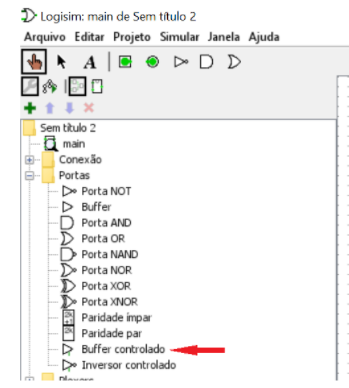 Logisim: main de Sem título 2
Arquivo Editar Projeto Simular Janela Ajuda
A
Sem título 2
main
Conexão
Portas
Porta NOT
Buffer
Porta AND
Porta OR
Porta NAND
Porta NOR
Porta XOR
Porta XNOR
Paridade ímpar
Paridade par
Buffer controlado
Inversor controlado